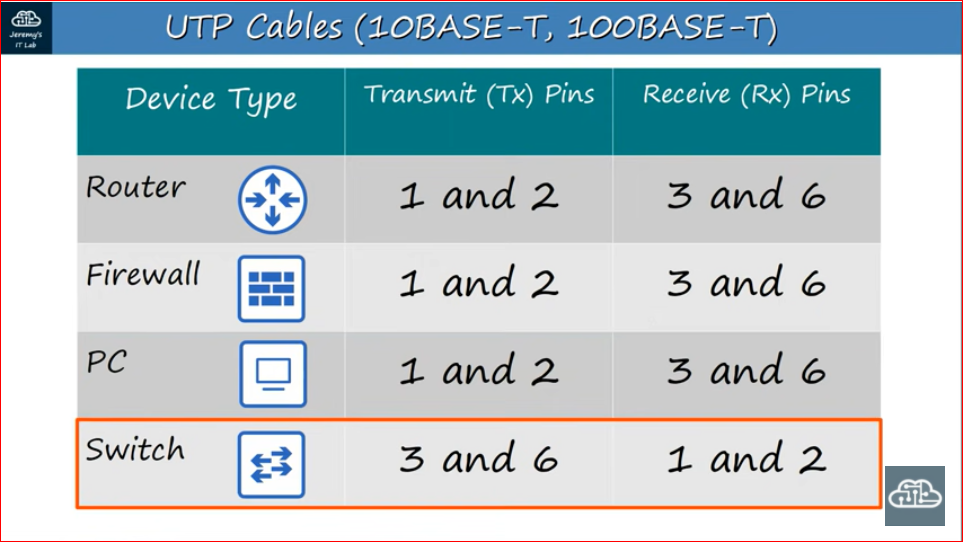 Jeremy's
IT Lab
UTP Cables (10BASE-T, 100BASE-T)
Device Type Transmit (Tx) Pins Receive (Rx) Pins
Router 1 and 2 3 and 6
Firewall 1 and 2 3 and 6
PC 1 and 2 3 and 6
Switch 3 and 6 1 and 2